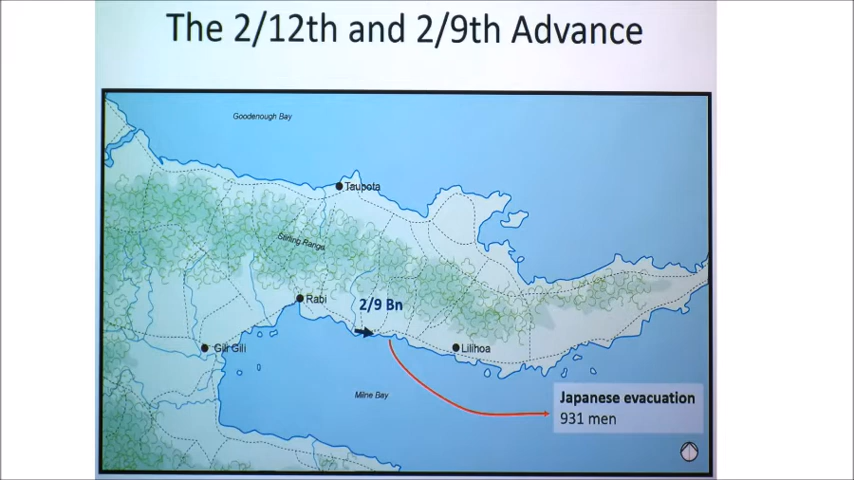 The 2/12th and 2/9th Advance
Goodenough Bay
Taupota
Stirling Range
Rabi
2/9 Bn
Gili Gili
Lilihoa
Milne Bay
Japanese evacuation
931 men